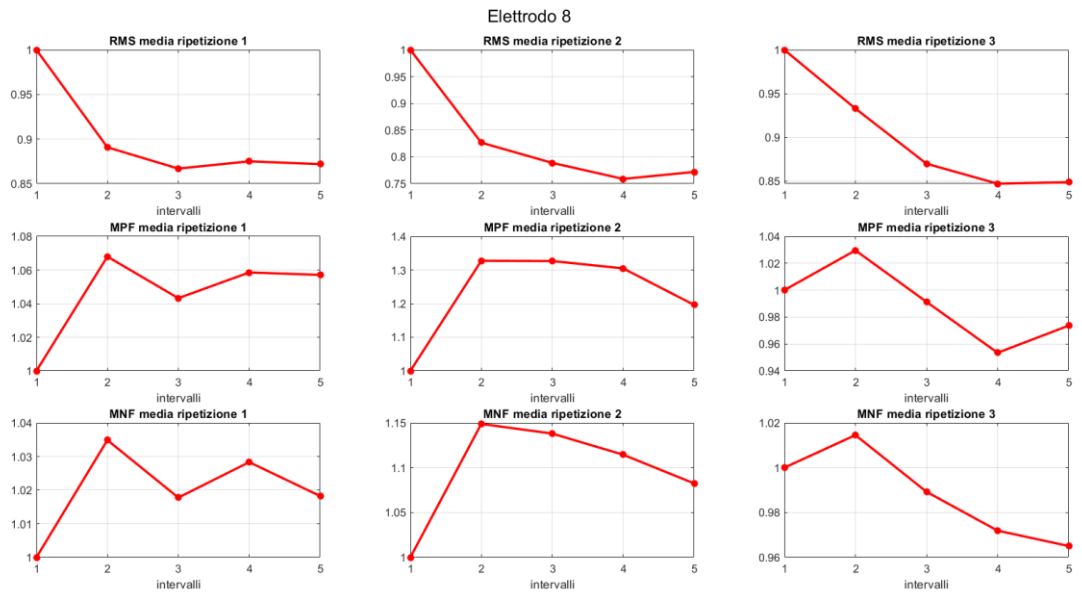 Elettrodo 8
RMS media ripetizione 1
1
0.95
0.9
0.85
1 2 3 4 5
intervalli
RMS media ripetizione 2
1
0.95
0.9
0.85
0.8
0.75
1 2 3 4 5
intervalli
RMS media ripetizione 3
1
0.95
0.9
0.85
1 2 3 4 5
intervalli
MPF media ripetizione 1
1.08
1.06
1.04
1.02
1
1 2 3 4 5
intervalli
MPF media ripetizione 2
1.4
1.3
1.2
1.1
1
1 2 3 4 5
intervalli
MPF media ripetizione 3
1.04
1.02
1
0.98
0.96
0.94
1 2 3 4 5
intervalli
MNF media ripetizione 1
1.04
1.03
1.02
1.01
1
1 2 3 4 5
intervalli
MNF media ripetizione 2
1.15
1.1
1.05
1
1 2 3 4 5
intervalli
MNF media ripetizione 3
1.02
1
0.98
0.96
1 2 3 4 5
intervalli